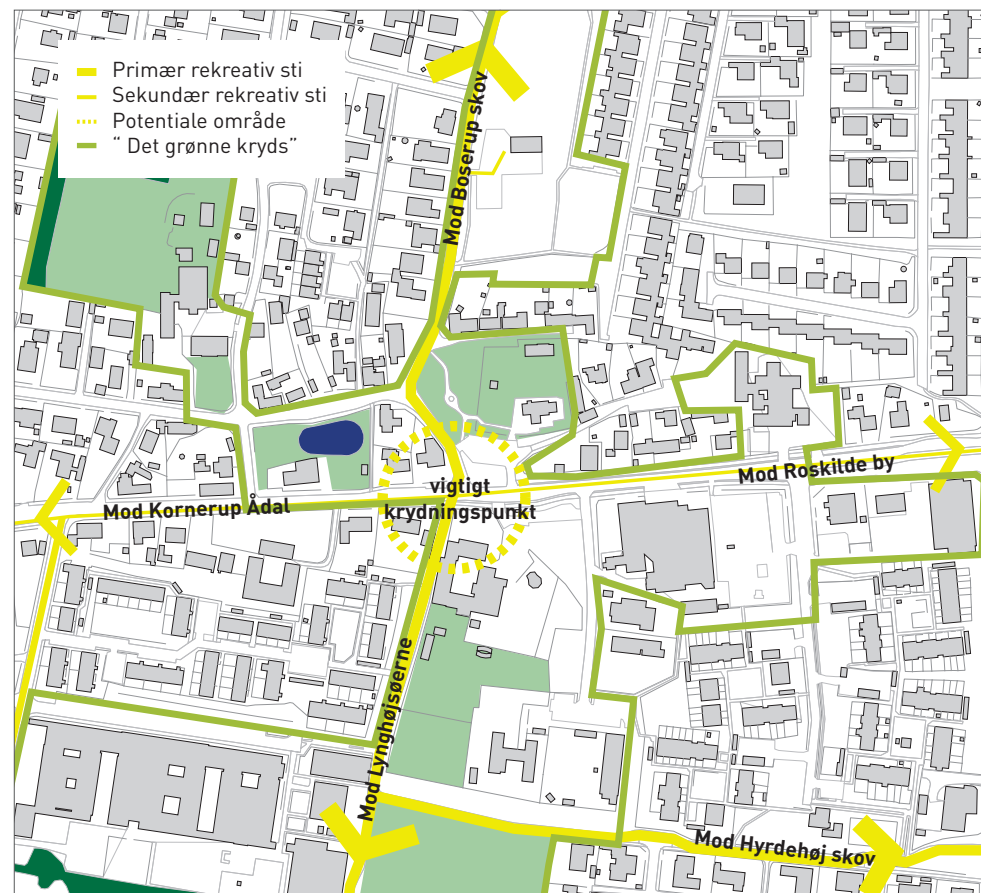 Primær rekreativ sti
Sekundær rekreativ sti
Potentiale område
“ Det grønne kryds”
Mod Boserup skov
Mod Roskilde by
vigtigt
krydningspunkt
Mod Kornerup Ådal
Mod Lynghøjsøerne
Mod Hyrdehøj skov